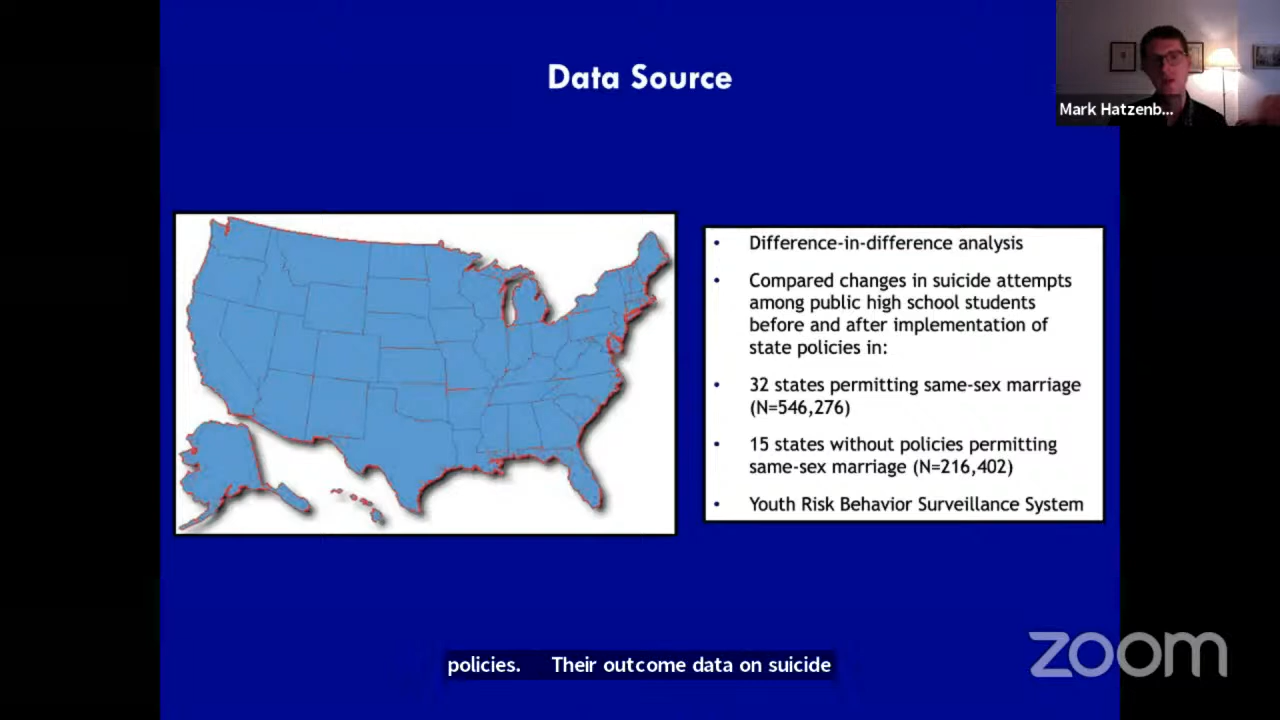 Data Source
Mark Hatzenb...
• Difference-in-difference analysis
• Compared changes in suicide attempts
among public high school students
before and after implementation of
state policies in:
• 32 states permitting same-sex marriage
(N=546,276)
• 15 states without policies permitting
same-sex marriage (N=216,402)
• Youth Risk Behavior Surveillance System
policies. Their outcome data on suicide
zoom